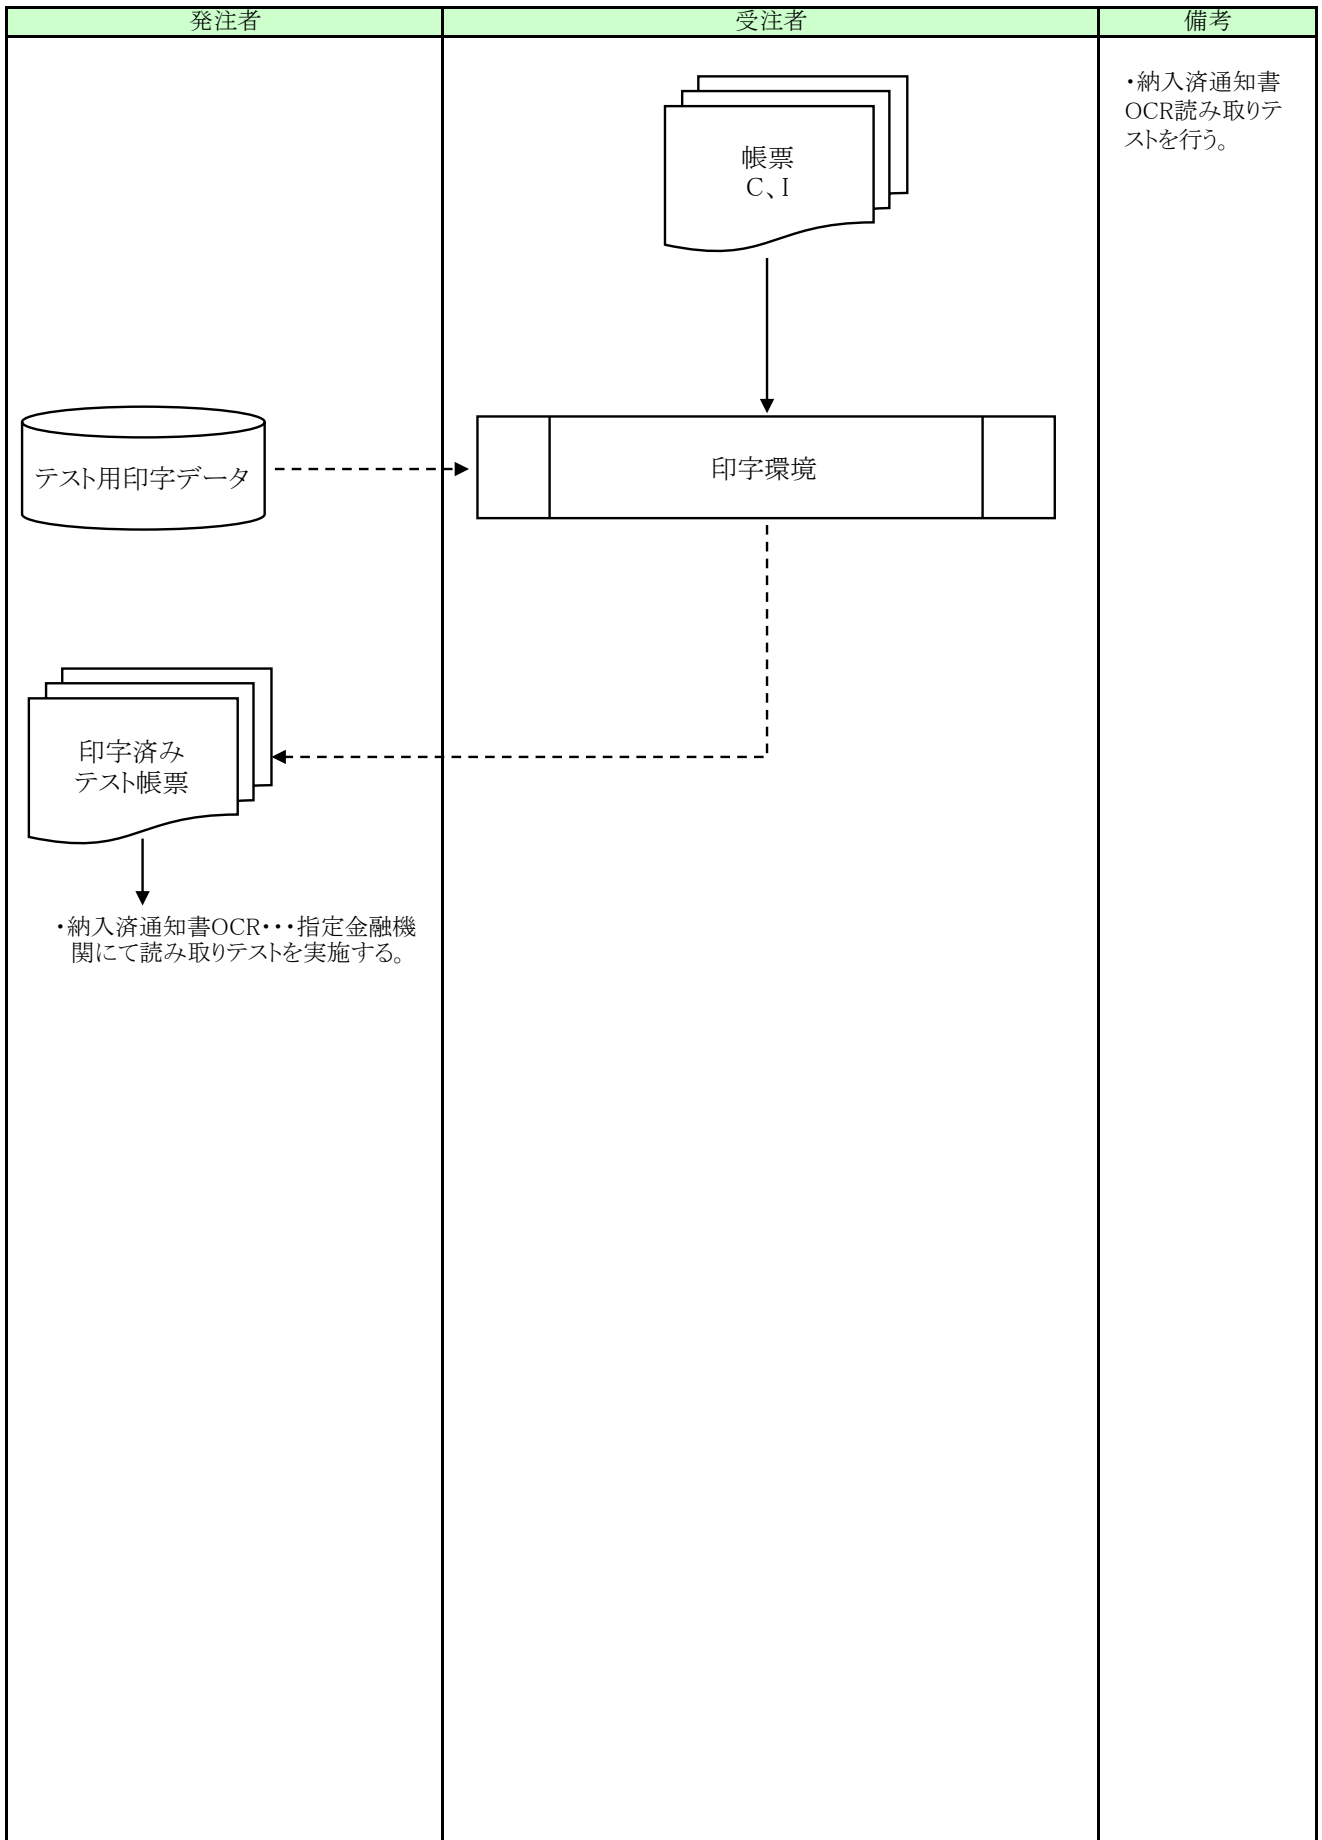 発注者
受注者
備考
・納入済通知書
OCR読み取りテ
ストを行う。
帳票
C、I
テスト用印字データ
印字環境
印字済み
テスト帳票
・納入済通知書OCR・・・指定金融機
関にて読み取りテストを実施する。